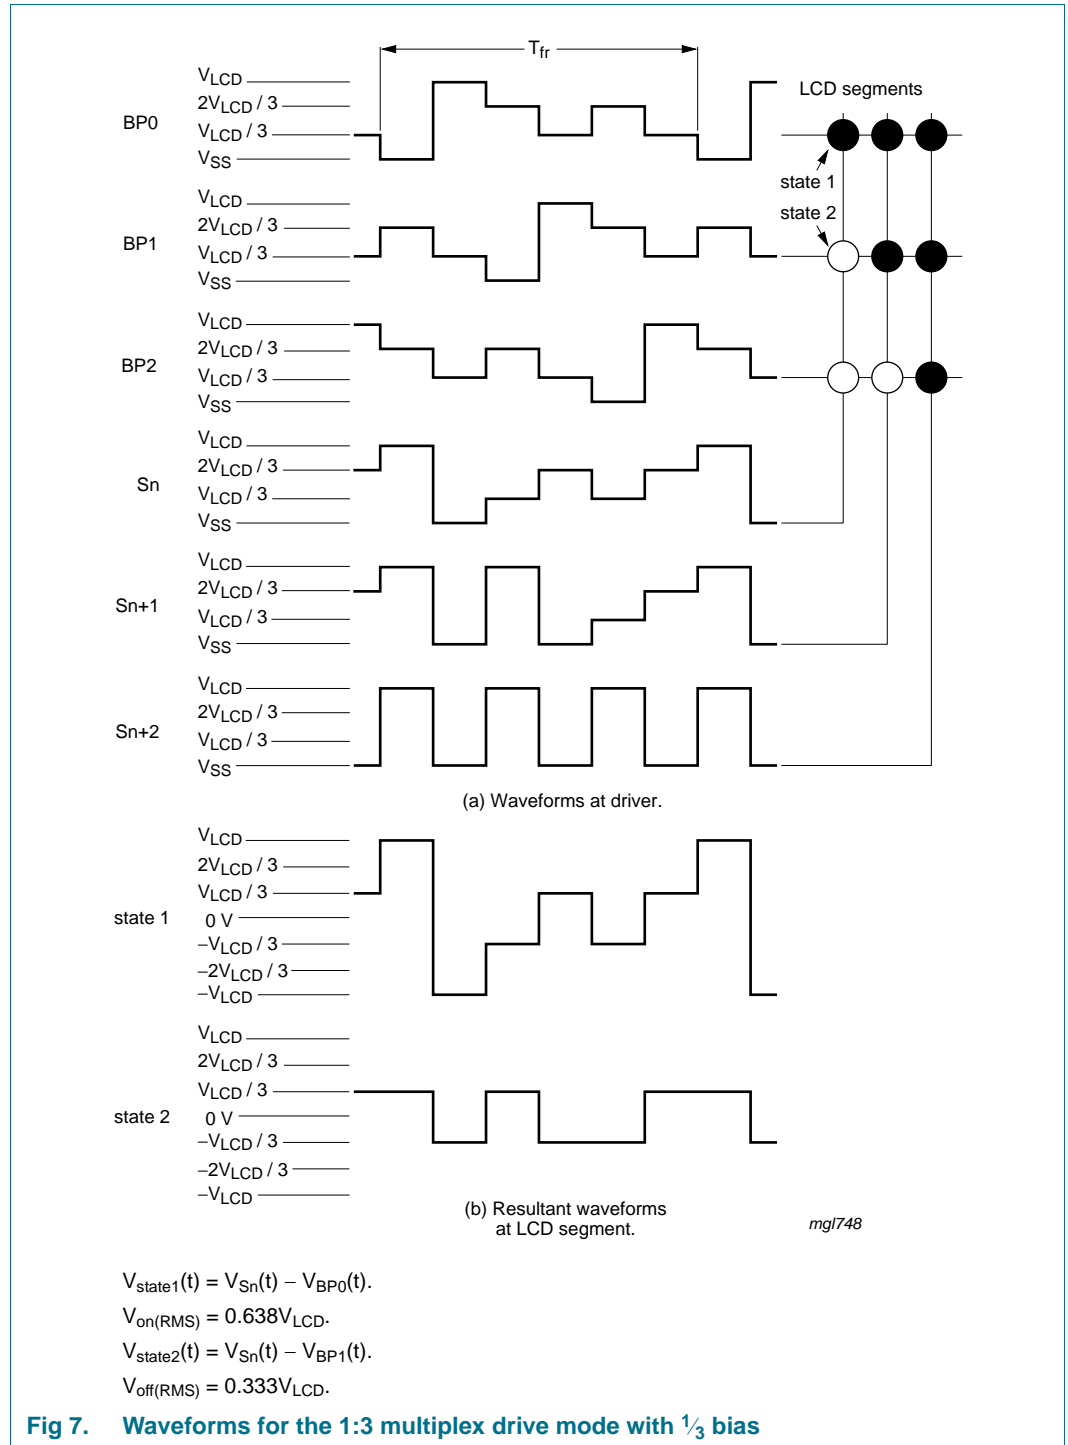 Tfr
VLCD
2VLCD / 3
BP0
VLCD / 3
VSS
LCD segments
state 1
VLCD
2VLCD / 3
BP1
VLCD / 3
VSS
state 2
VLCD
2VLCD / 3
BP2
VLCD / 3
VSS
VLCD
2VLCD / 3
Sn
VLCD / 3
VSS
VLCD
2VLCD / 3
Sn+1
VLCD / 3
VSS
VLCD
2VLCD / 3
Sn+2
VLCD / 3
VSS
(a) Waveforms at driver.
VLCD
2VLCD / 3
VLCD / 3
state 1
0 V
−VLCD / 3
−2VLCD / 3
−VLCD
VLCD
2VLCD / 3
VLCD / 3
state 2
0 V
−VLCD / 3
−2VLCD / 3
−VLCD
(b) Resultant waveforms
at LCD segment.
mgl748
Vstate1(t) = VSn(t) − VBP0(t).
Von(RMS) = 0.638VLCD.
Vstate2(t) = VSn(t) − VBP1(t).
Voff(RMS) = 0.333VLCD.
Fig 7. Waveforms for the 1:3 multiplex drive mode with 1⁄3 bias